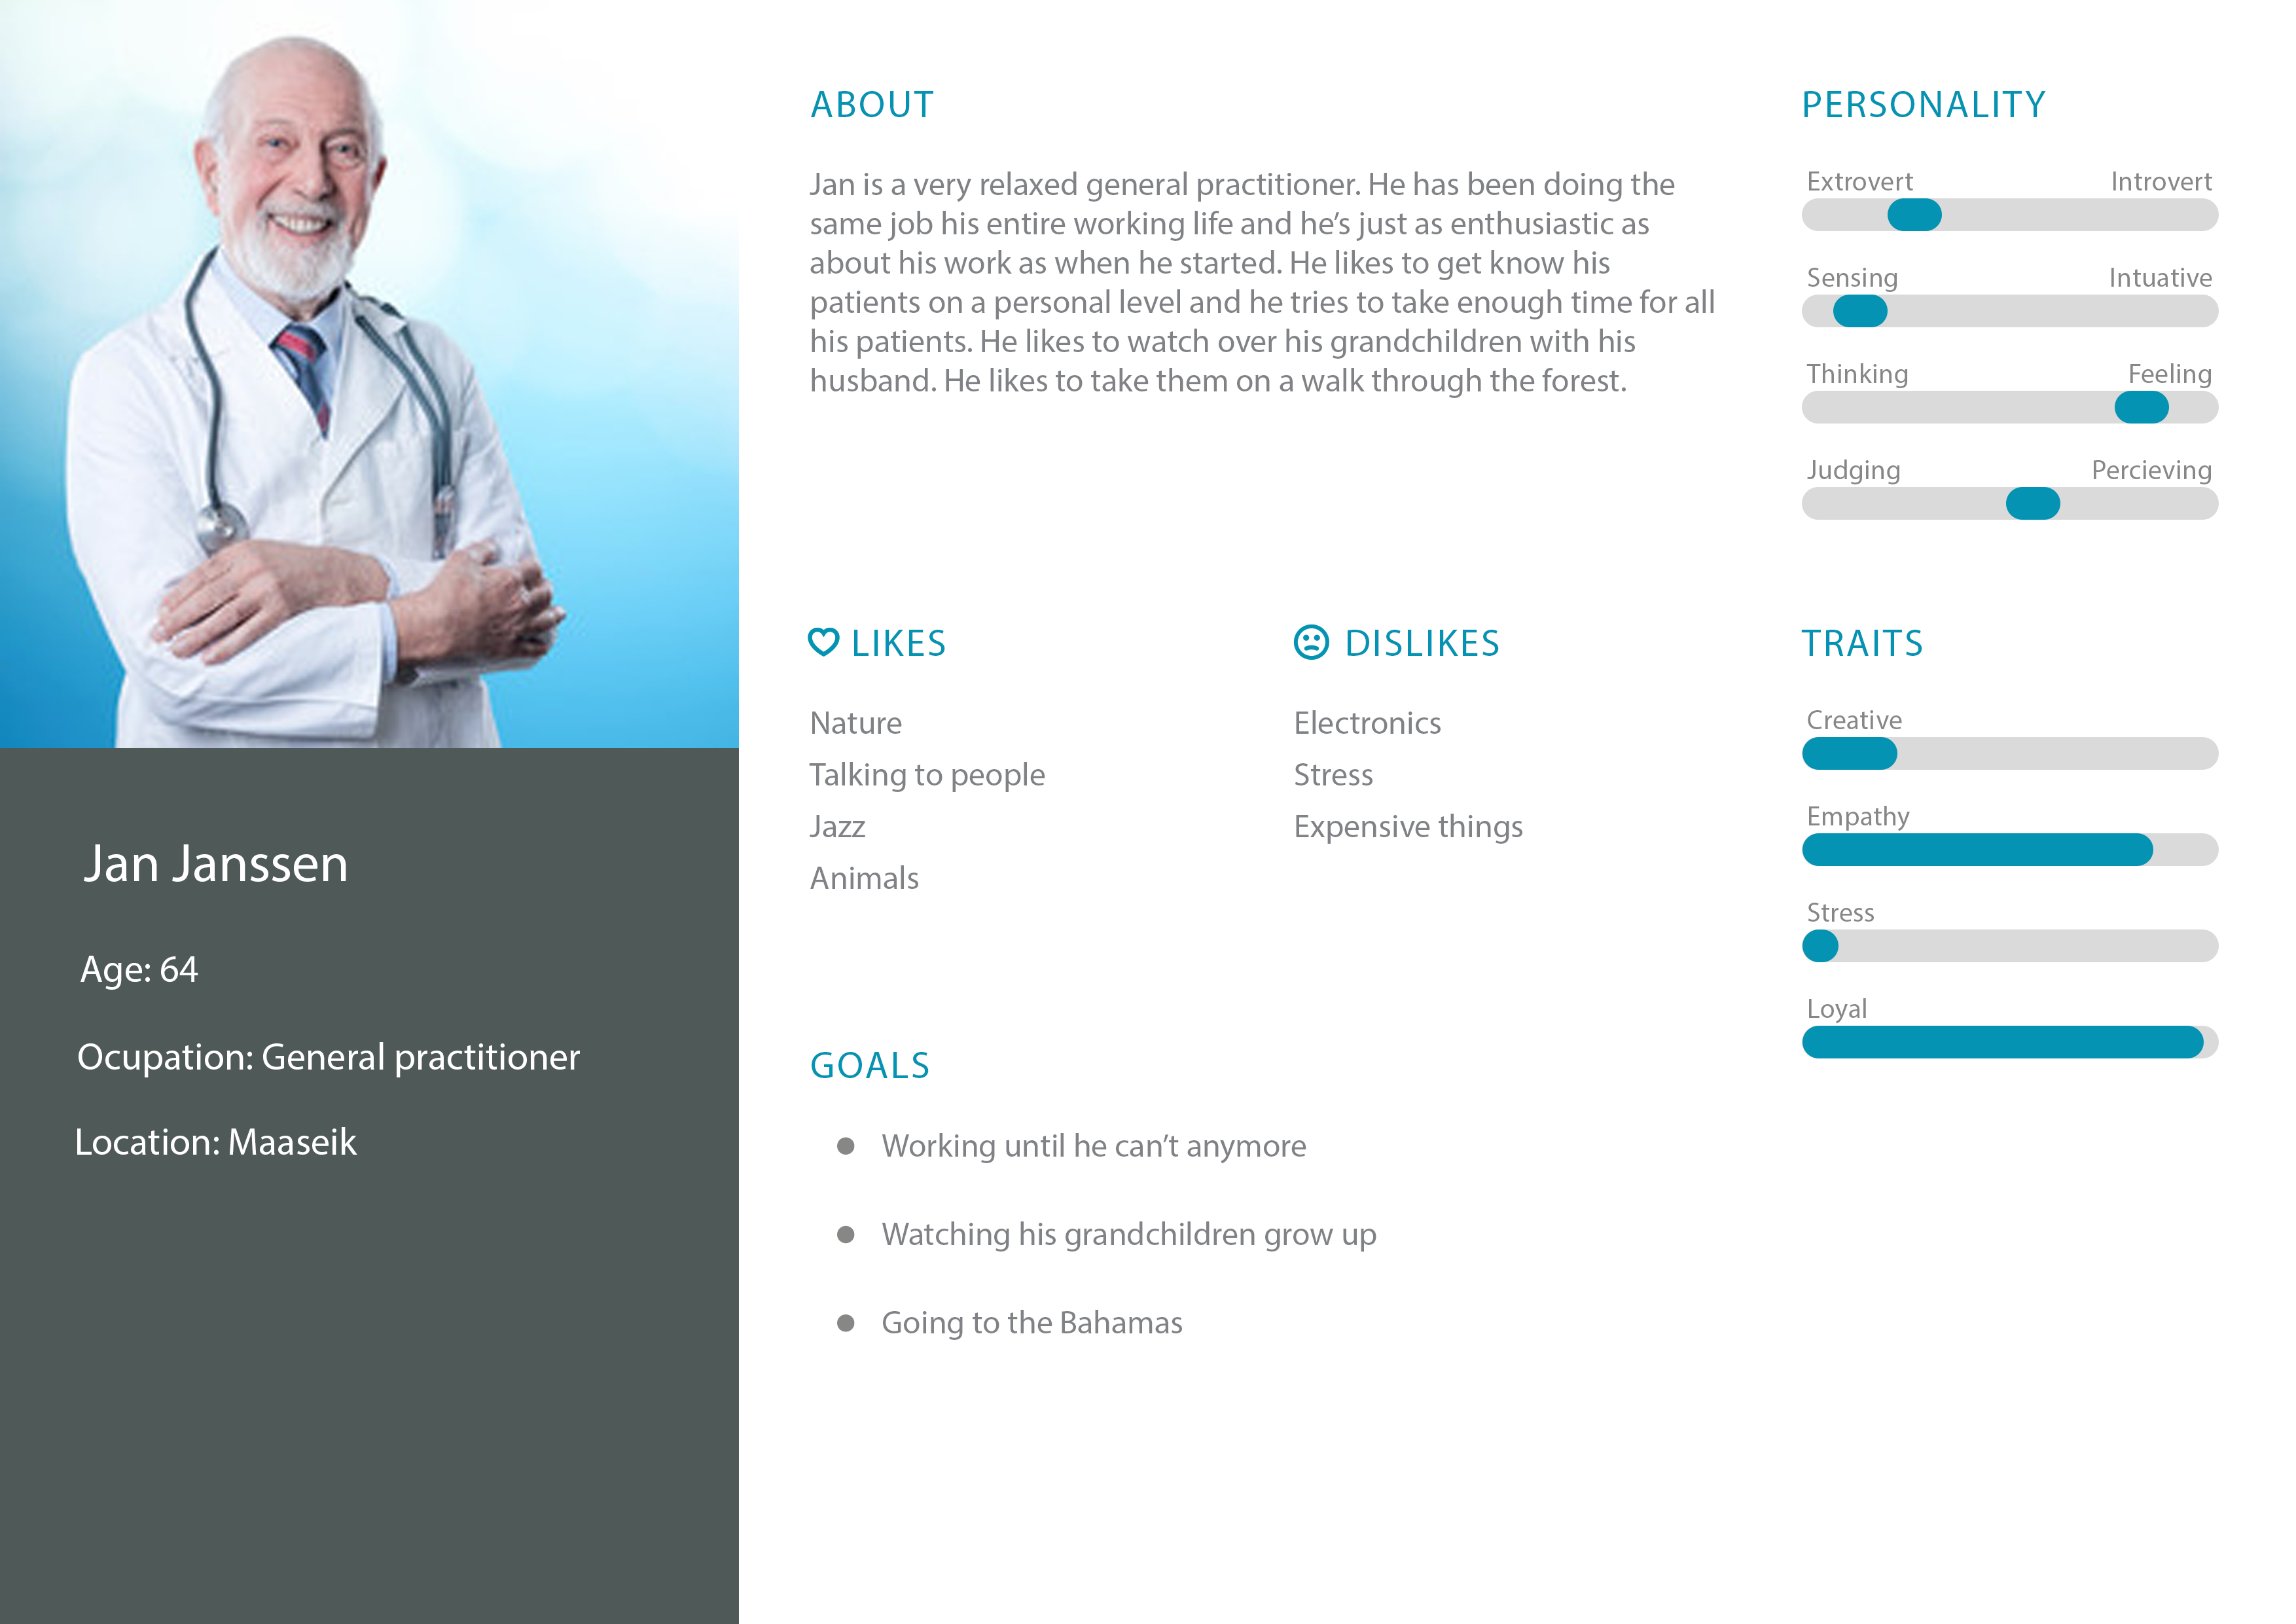 Jan Janssen
Age: 64
Ocupation: General practitioner
Location: Maaseik
ABOUT
Jan is a very relaxed general practitioner. He has been doing the
same job his entire working life and he’s just as enthusiastic as
about his work as when he started. He likes to get know his
patients on a personal level and he tries to take enough time for all
his patients. He likes to watch over his grandchildren with his
husband. He likes to take them on a walk through the forest.
LIKES
Nature
Talking to people
Jazz
Animals
DISLIKES
Electronics
Stress
Expensive things
GOALS
Working until he can’t anymore
Watching his grandchildren grow up
Going to the Bahamas
PERSONALITY
Extrovert Introvert
Sensing Intuative
Thinking Feeling
Judging Percieving
TRAITS
Creative
Empathy
Stress
Loyal